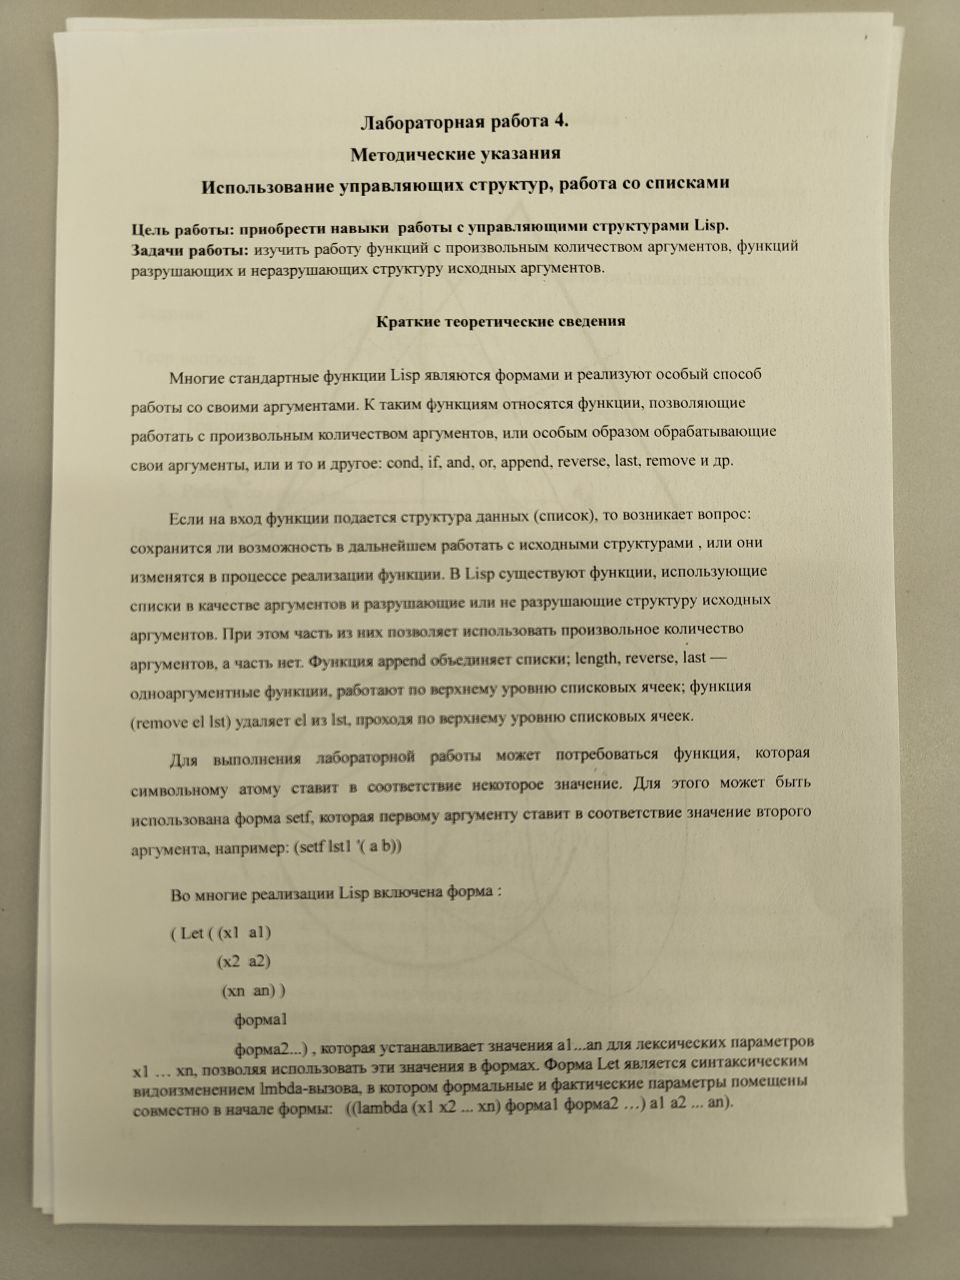 Лабораторная работа 4.
Методические указания
Использование управляющих структур, работа со списками
Цель работы: приобрести навыки работы с управляющими структурами Lisp.
Задачи работы: изучить работу функций с произвольным количеством аргументов, функций
разрушающих и неразрушающих структуру исходных аргументов.
Краткие теоретические сведения
Многие стандартные функции Lisp являются формами и реализуют особый способ
работы со своими аргументами. К таким функциям относятся функции, позволяющие
работать с произвольным количеством аргументов, или особым образом обрабатывающие
свои аргументы, или и то и другое: cond, if, and, or, append, reverse, last, remove и др.
Если на вход функции подается структура данных (список), то возникает вопрос:
сохранится ли возможность в дальнейшем работать с исходными структурами , или они
изменятся в процессе реализации функции. В Lisp существуют функции, использующие
списки в качестве аргументов и разрушающие или не разрушающие структуру исходных
аргументов. При этом часть из них позволяет использовать произвольное количество
аргументов, а часть нет. Функция append объединяет списки; length, reverse, last —
одноаргументные функции, работают по верхнему уровню списковых ячеек; функция
(remove el lst) удаляет el из lst, проходя по верхнему уровню списковых ячеек.
Для выполнения лабораторной работы может потребоваться функция, которая
символьному атому ставит в соответствие некоторое значение. Для этого может быть
использована форма setf, которая первому аргументу ставит в соответствие значение второго
аргумента, например: (setf lst1 '( a b))
Во многие реализации Lisp включена форма :
( Let ( (x1 a1)
(x2 a2)
(xn an) )
форма1
форма2...) , которая устанавливает значения a1...an для лексических параметров
x1 … xn, позволяя использовать эти значения в формах. Форма Let является синтаксическим
видоизменением lmbda-вызова, в котором формальные и фактические параметры помещены
совместно в начале формы: ((lambda (x1 x2 ... xn) форма1 форма2 …) a1 a2 ... an).